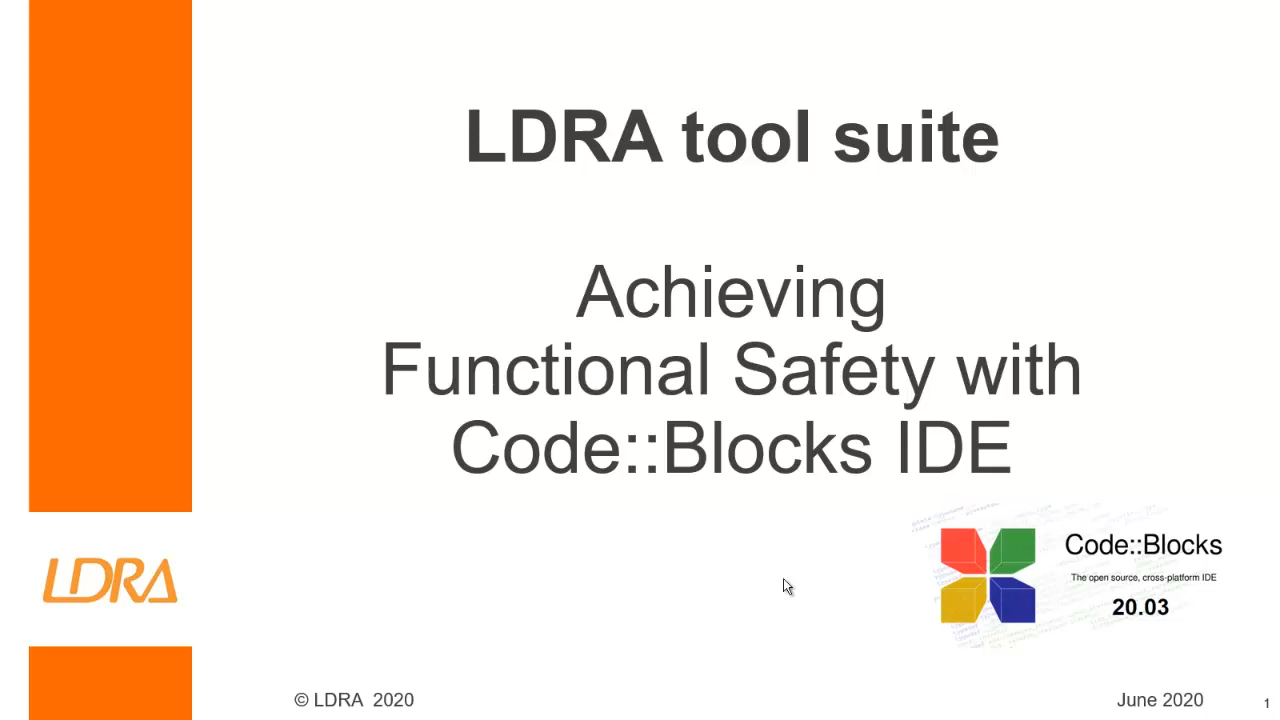 LDRA tool suite
Achieving
Functional Safety with
Code::Blocks IDE
LDRA
Code::Blocks
The open source, cross-platform IDE
20.03
© LDRA 2020
June 2020
1